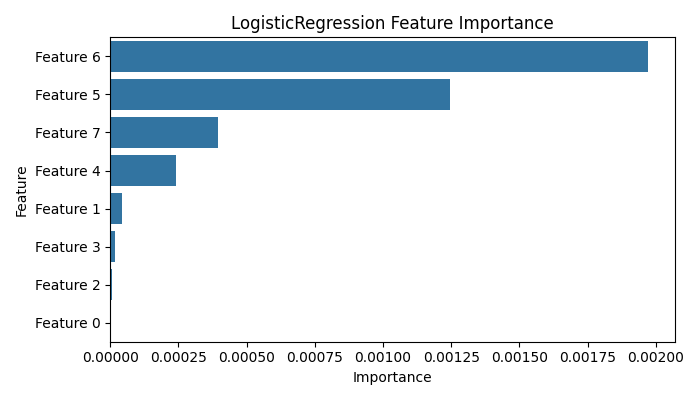 LogisticRegression Feature Importance
Feature 6
Feature 5
Feature 7
Feature 4
Feature 1
Feature 3
Feature 2
Feature 0
Feature
0.00000 0.00025 0.00050 0.00075 0.00100 0.00125 0.00150 0.00175 0.00200
Importance